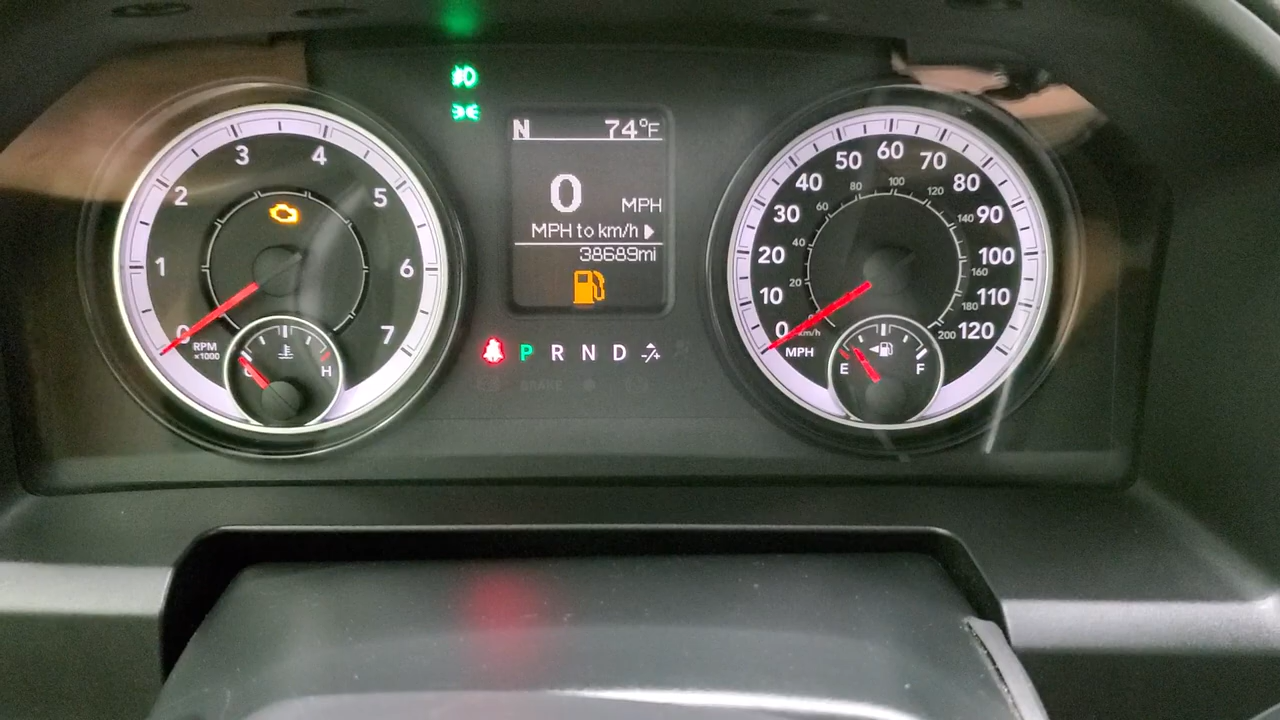 N 74°F
0 MPH
MPH to km/h
38689mi
0 1 2 3 4 5 6 7
RPM
×1000
C H
P R N D
BRAKE
0 10 20 30 40 50 60 70 80 90 100 110 120
MPH
km/h
20 40 60 80 100 120 140 160 180 200
E F